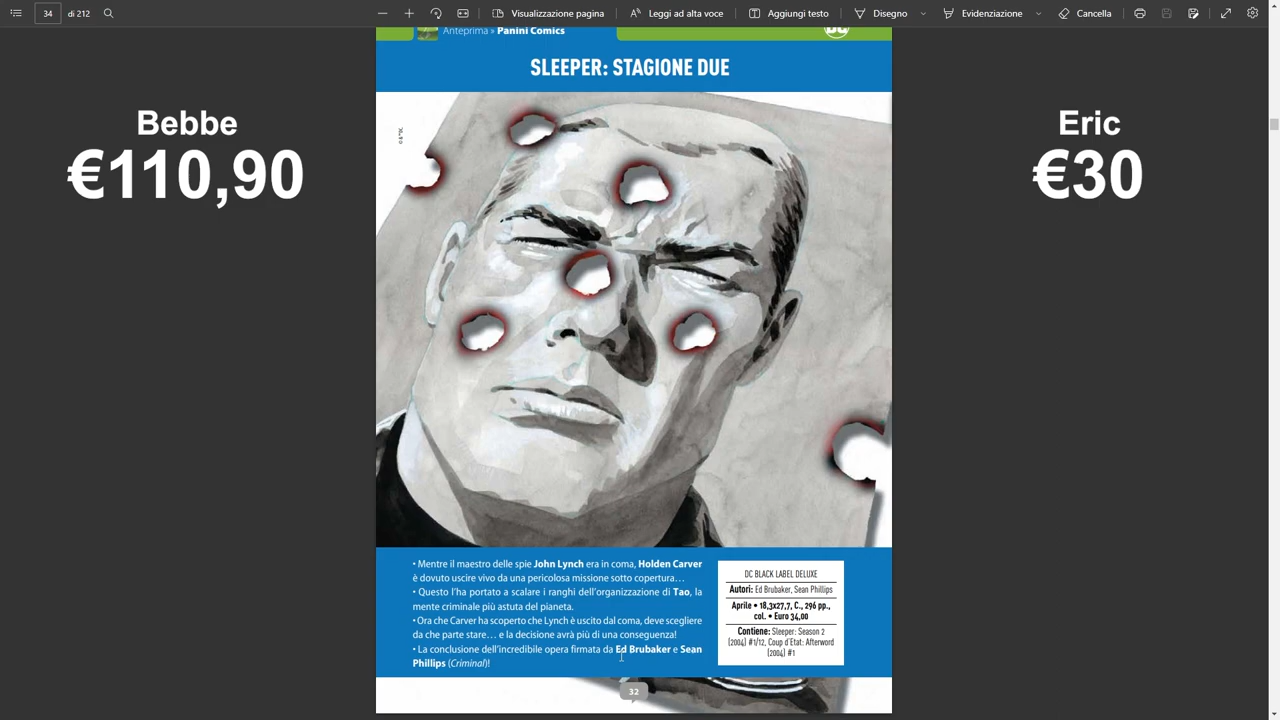 34
di 212
Visualizzazione pagina
Leggi ad alta voce
Aggiungi testo
Disegno
Evidenziazione
Cancella
Anteprima » Panini Comics
SLEEPER: STAGIONE DUE
Bebbe
€110,90
Eric
€30
• Mentre il maestro delle spie John Lynch era in coma, Holden Carver
è dovuto uscire vivo da una pericolosa missione sotto copertura…
• Questo l’ha portato a scalare i ranghi dell’organizzazione di Tao, la
mente criminale più astuta del pianeta.
• Ora che Carver ha scoperto che Lynch è uscito dal coma, deve scegliere
da che parte stare… e la decisione avrà più di una conseguenza!
• La conclusione dell’incredibile opera firmata da Ed Brubaker e Sean
Phillips (Criminal)!
DC BLACK LABEL DELUXE
Autori: Ed Brubaker, Sean Phillips
Aprile • 18,3x27,7, C., 296 pp.,
col. • Euro 34,00
Contiene: Sleeper: Season 2
(2004) #1/12, Coup d’Etat: Afterword
(2004) #1
32